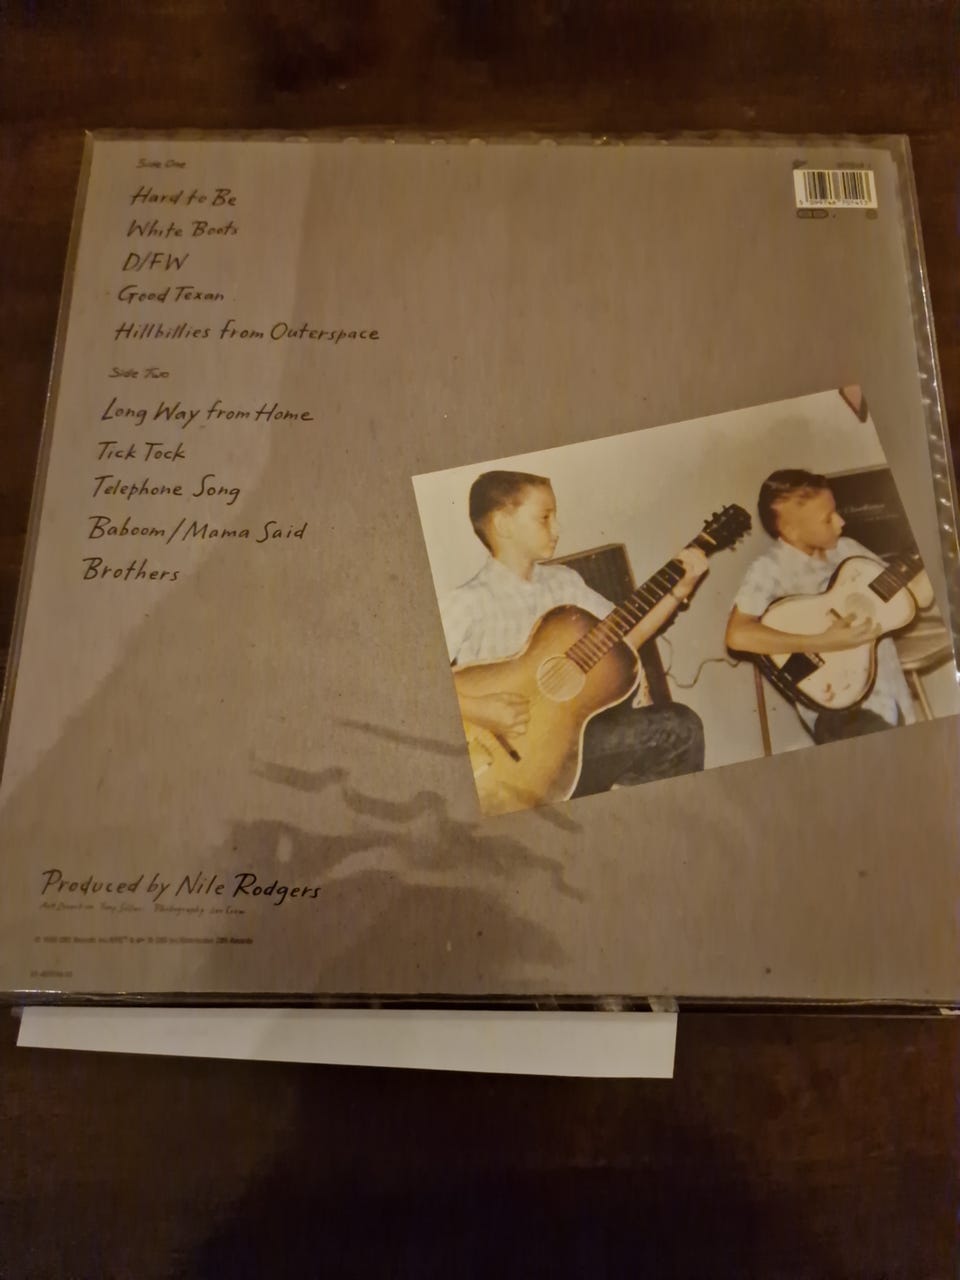 Side One
Hard to Be
White Boots
D/FW
Good Texan
Hillbillies from Outerspace
Side Two
Long Way from Home
Tick Tock
Telephone Song
Baboom/Mama Said
Brothers
Produced by Nile Rodgers
Photography